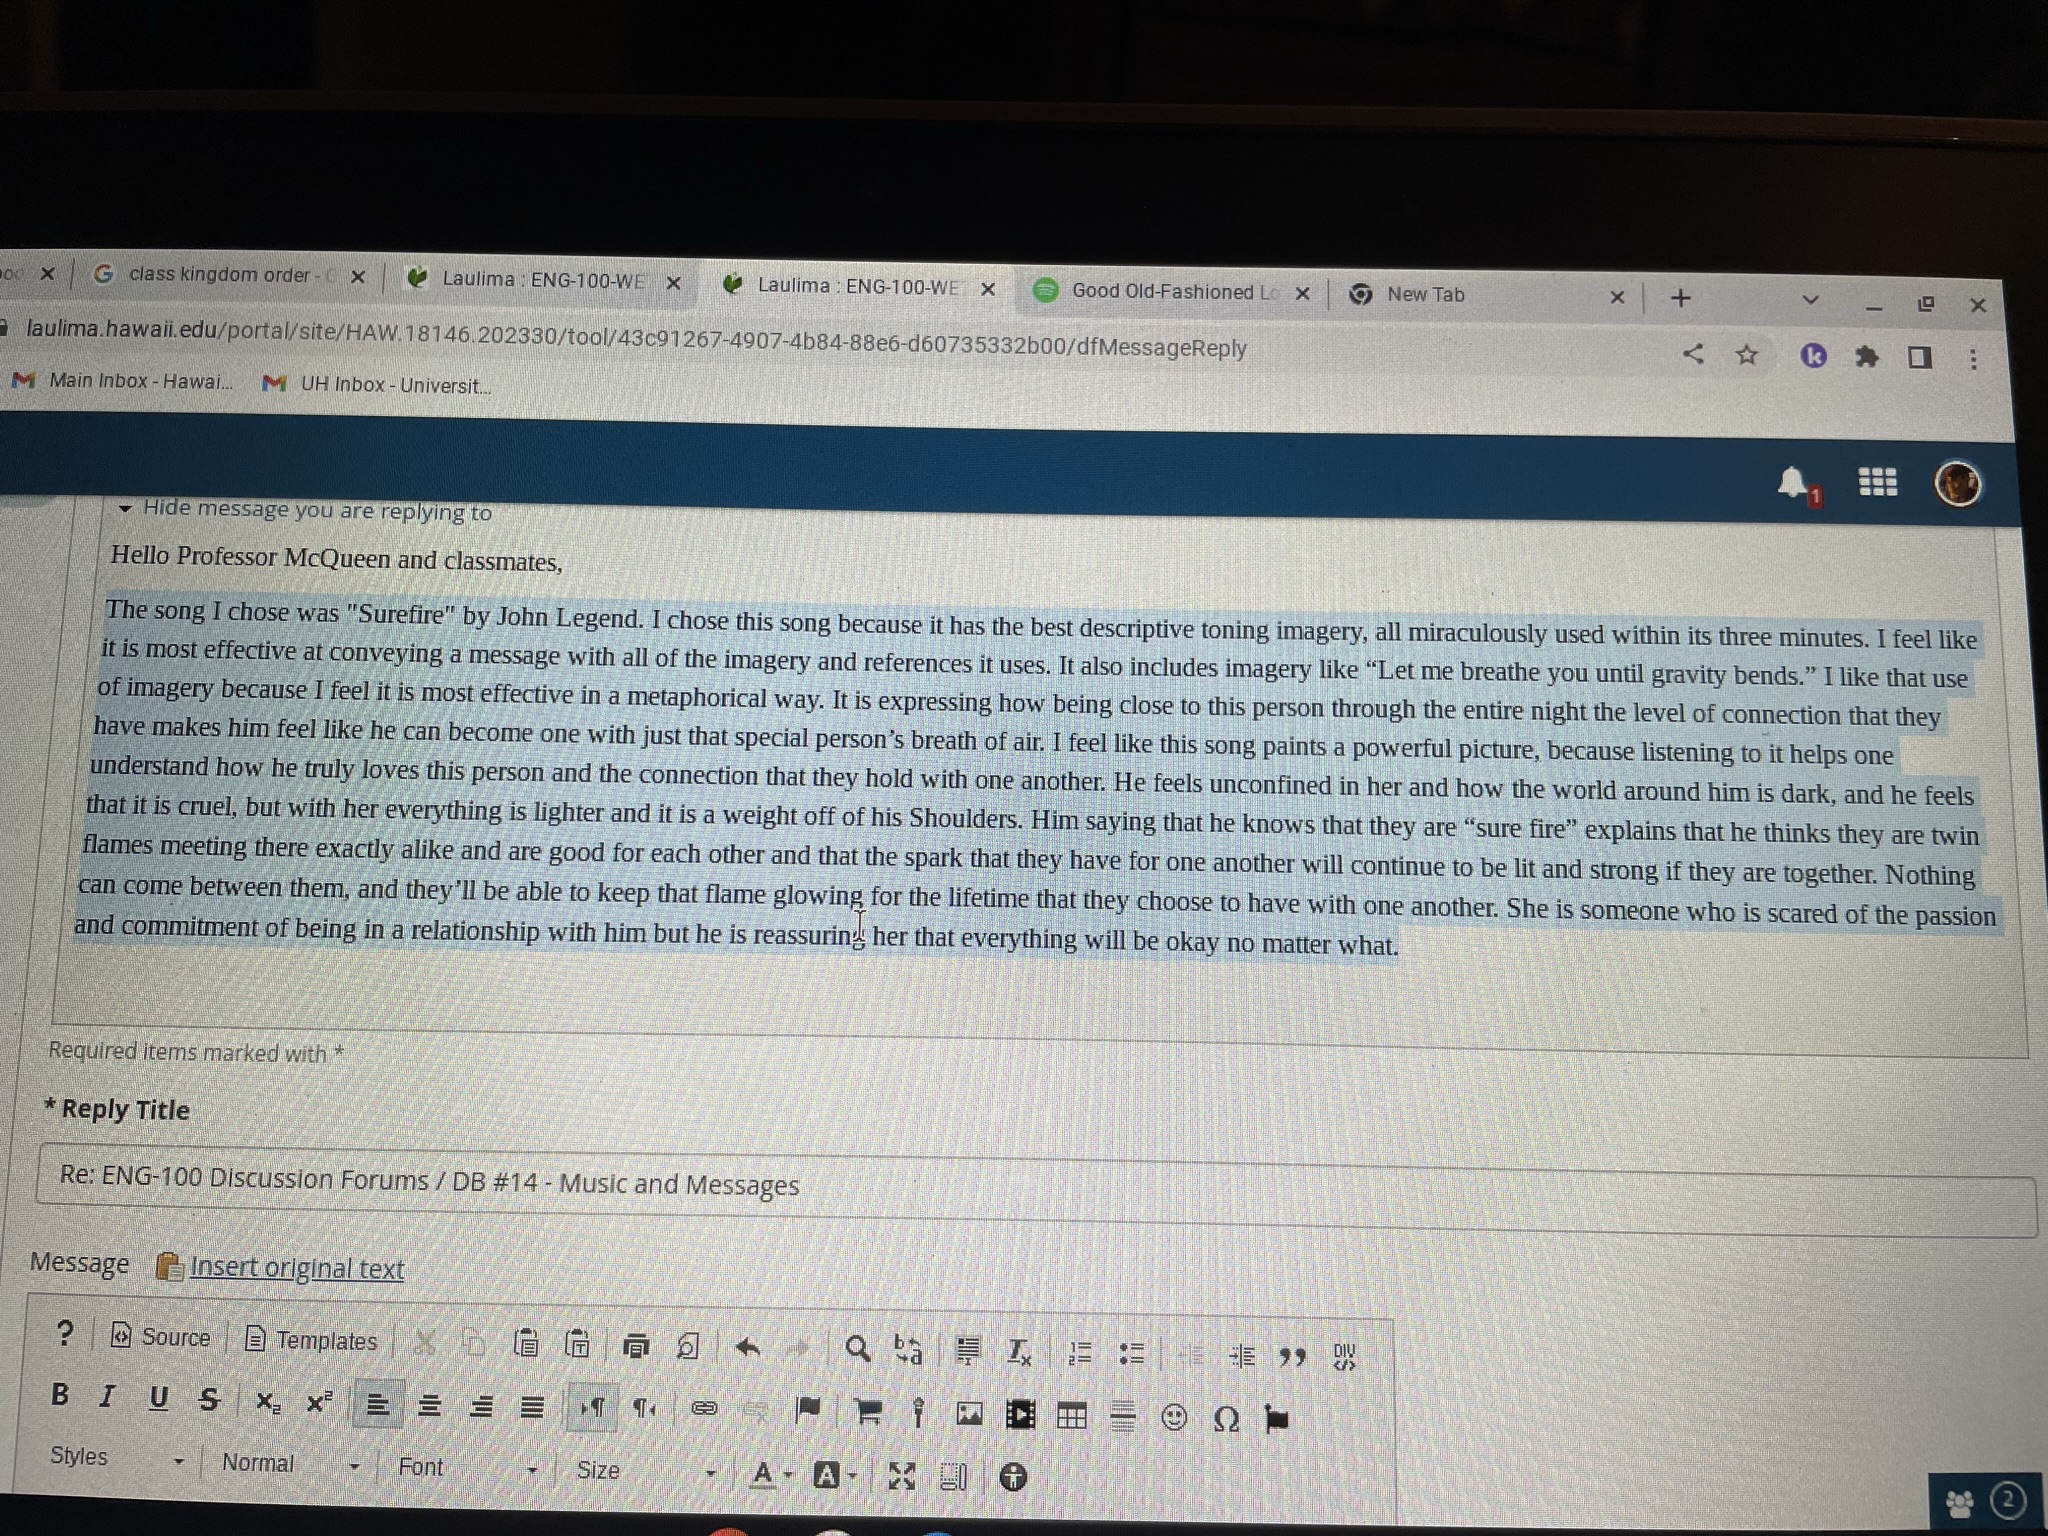 class kingdom order -
Laulima : ENG-100-WE
Laulima : ENG-100-WE
Good Old-Fashioned Lo
New Tab
laulima.hawaii.edu/portal/site/HAW.18146.202330/tool/43c91267-4907-4b84-88e6-d60735332b00/dfMessageReply
Main Inbox - Hawai...
UH Inbox - Universit...
1
Hide message you are replying to
Hello Professor McQueen and classmates,
The song I chose was "Surefire" by John Legend. I chose this song because it has the best descriptive toning imagery, all miraculously used within its three minutes. I feel like
it is most effective at conveying a message with all of the imagery and references it uses. It also includes imagery like “Let me breathe you until gravity bends.” I like that use
of imagery because I feel it is most effective in a metaphorical way. It is expressing how being close to this person through the entire night the level of connection that they
have makes him feel like he can become one with just that special person’s breath of air. I feel like this song paints a powerful picture, because listening to it helps one
understand how he truly loves this person and the connection that they hold with one another. He feels unconfined in her and how the world around him is dark, and he feels
that it is cruel, but with her everything is lighter and it is a weight off of his Shoulders. Him saying that he knows that they are “sure fire” explains that he thinks they are twin
flames meeting there exactly alike and are good for each other and that the spark that they have for one another will continue to be lit and strong if they are together. Nothing
can come between them, and they’ll be able to keep that flame glowing for the lifetime that they choose to have with one another. She is someone who is scared of the passion
and commitment of being in a relationship with him but he is reassuring her that everything will be okay no matter what.
Required items marked with *
* Reply Title
Re: ENG-100 Discussion Forums / DB #14 - Music and Messages
Message Insert original text
? Source Templates
B I U S X₂ X²
Styles Normal Font Size A A
2